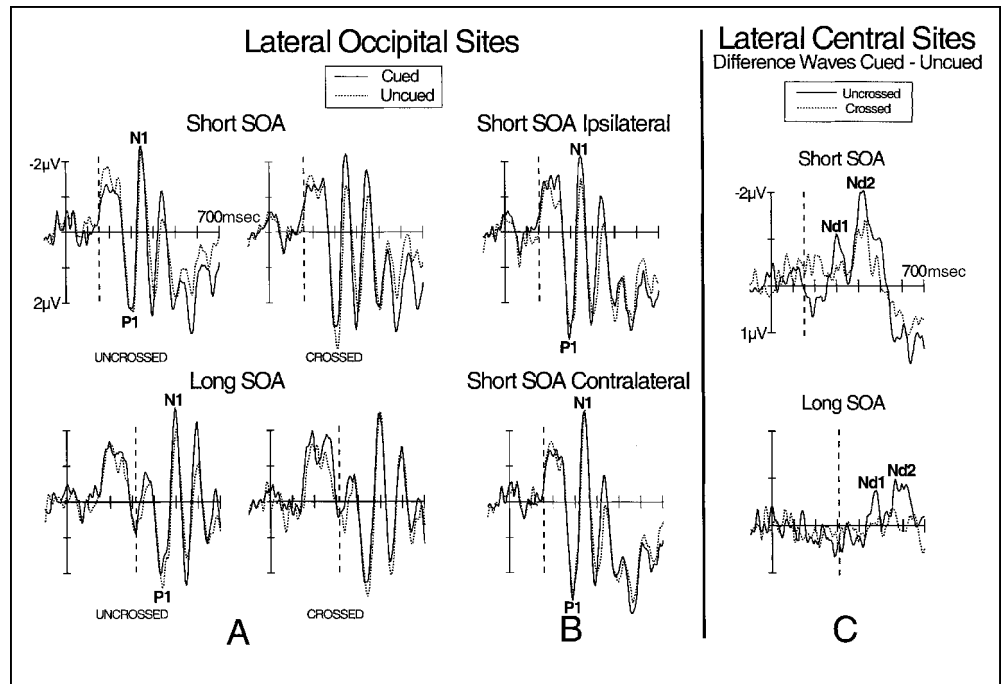 Lateral Occipital Sites
Cued
Uncued
Short SOA
N1
-2µV
700msec
2µV
P1
UNCROSSED
CROSSED
Long SOA
N1
P1
UNCROSSED
CROSSED
A
Short SOA Ipsilateral
N1
P1
Short SOA Contralateral
N1
P1
B
Lateral Central Sites
Difference Waves Cued - Uncued
Uncrossed
Crossed
Short SOA
-2µV
Nd2
Nd1
700msec
1µV
Long SOA
Nd1
Nd2
C